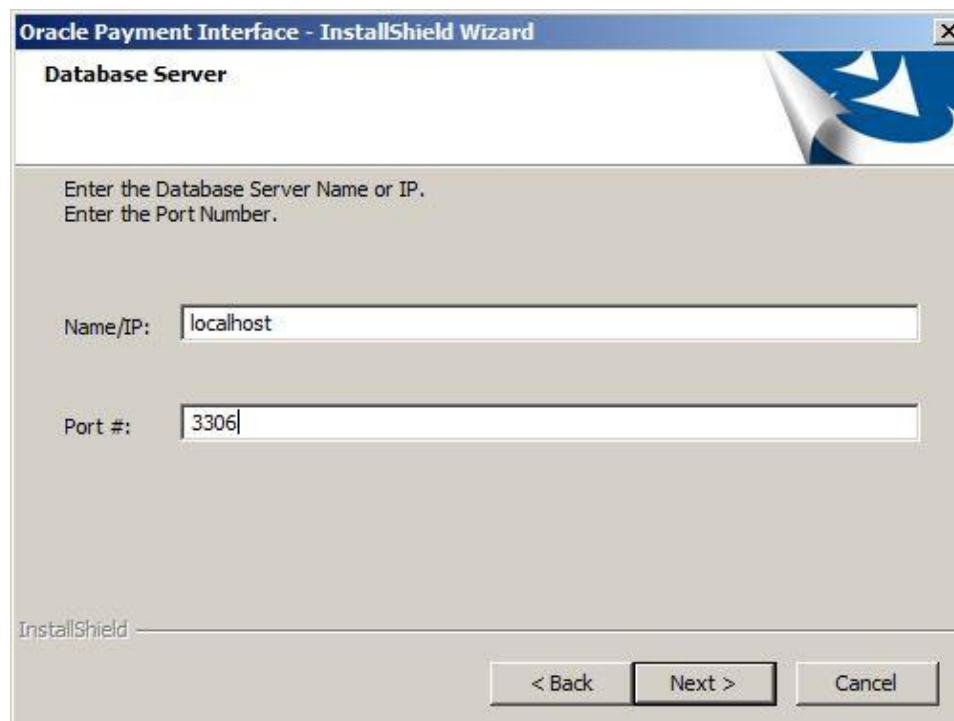 Oracle Payment Interface - InstallShield Wizard
Database Server
Enter the Database Server Name or IP.
Enter the Port Number.
Name/IP: localhost
Port #: 3306
InstallShield
< Back Next > Cancel